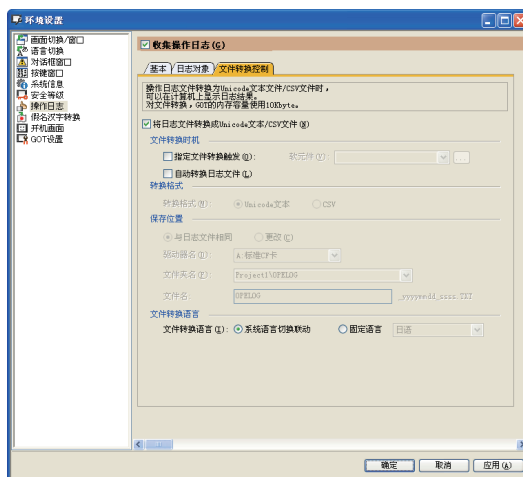 环境设置
画面切换/窗口
语言切换
对话框窗口
按键窗口
系统信息
安全等级
操作日志
假名汉字转换
开机画面
GOT设置
收集操作日志(G)
基本 日志对象 文件转换控制
操作日志文件转换为Unicode文本文件/CSV文件时，
可以在计算机上显示日志结果。
对文件转换，GOT的内存容量使用10Kbyte。
将日志文件转换成Unicode文本/CSV文件(N)
文件转换时机
指定文件转换触发(O): 软元件(V):
自动转换日志文件(L)
转换格式
转换格式(M): Unicode文本 CSV
保存位置
与日志文件相同 更改(C)
驱动器名(D): A:标准CF卡
文件夹名(F): Project1\OPELOG
文件名: OPELOG _yyyymmdd_ssss.TXT
文件转换语言
文件转换语言(I): 系统语言切换联动 固定语言 日语
确定 取消 应用(A)